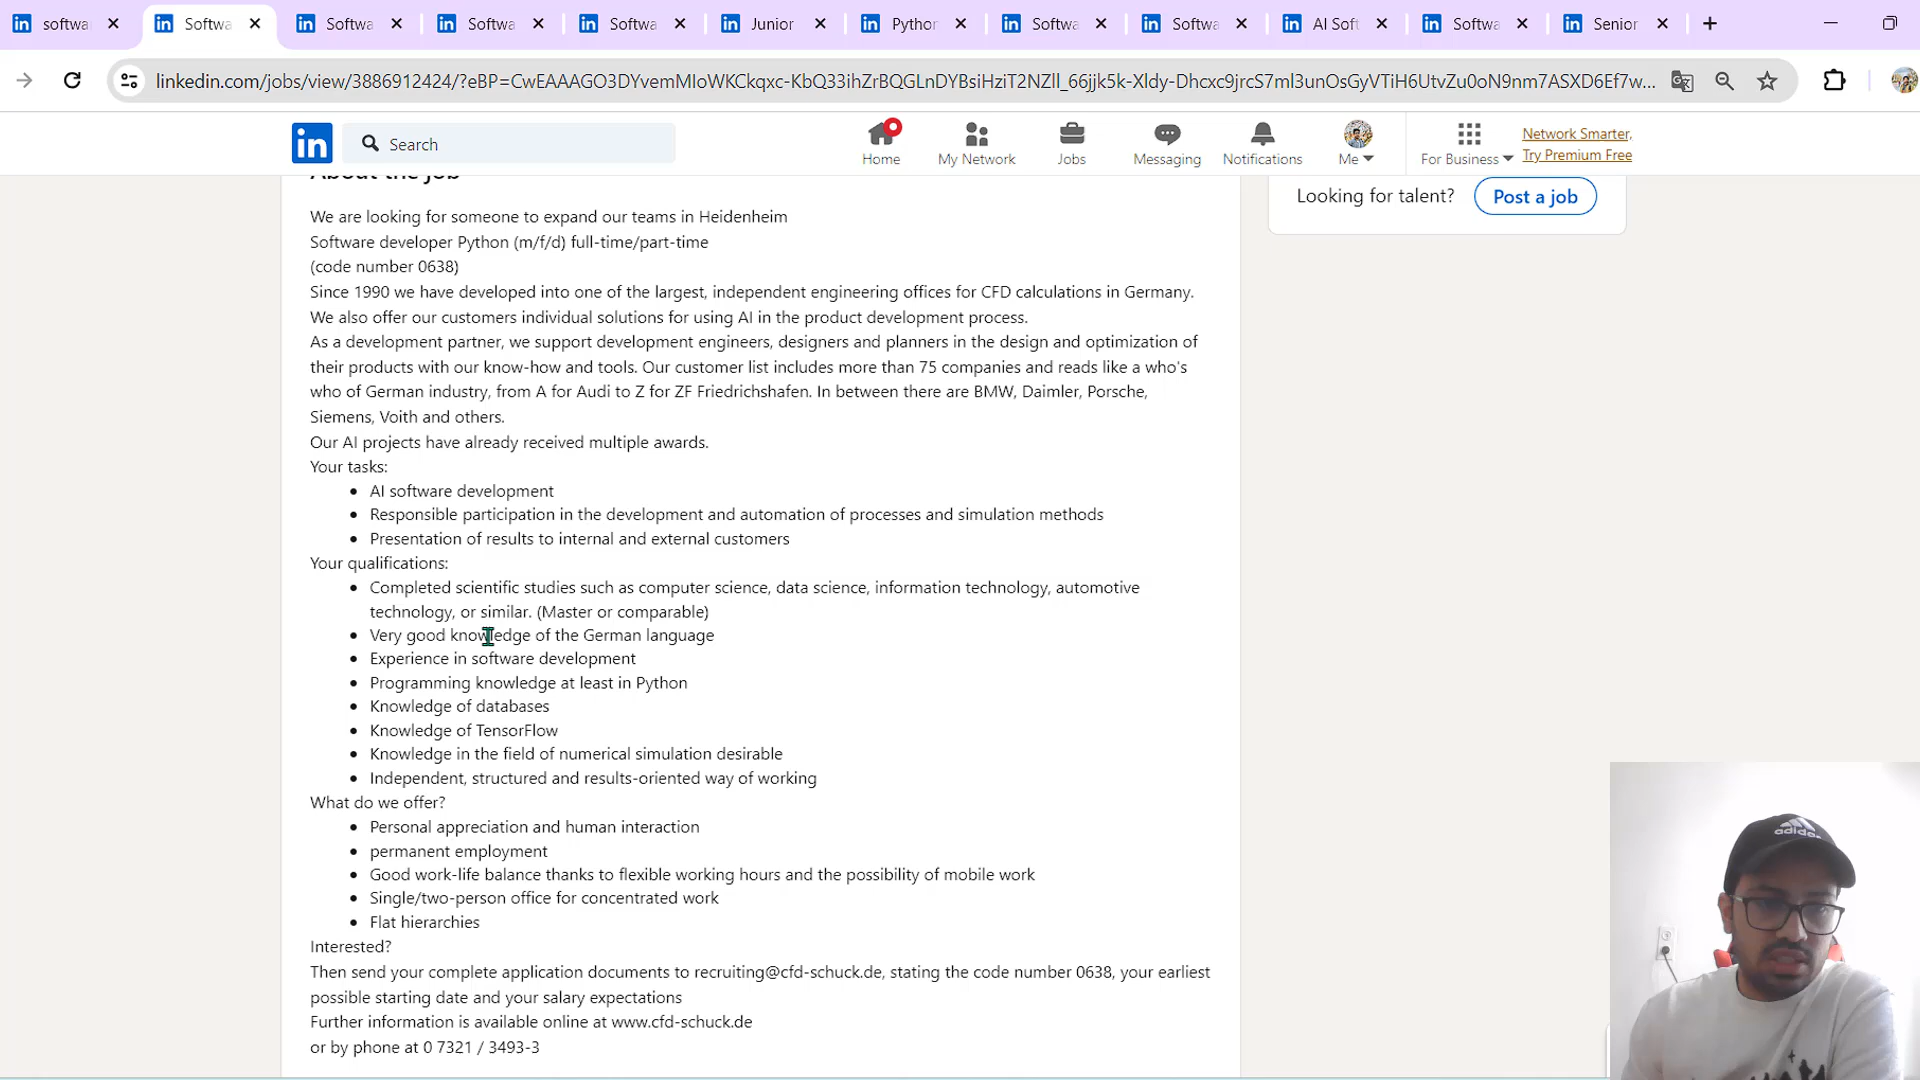 softwa
Softwa
Softwa
Softwa
Softwa
Junior
Python
Softwa
Softwa
AI Soft
Softwa
Senior
linkedin.com/jobs/view/3886912424/?eBP=CwEAAAGO3DYvemMIoWKCkqxc-KbQ33ihZrBQGLnDYBsiHziT2NZll_66jjk5k-Xldy-Dhcxc9jrcS7ml3unOsGyVTiH6UtvZu0oN9nm7ASXD6Ef7w...
in
Search
Home
My Network
Jobs
Messaging
Notifications
Me
For Business
Network Smarter,
Try Premium Free
About the job
Looking for talent?
Post a job
We are looking for someone to expand our teams in Heidenheim
Software developer Python (m/f/d) full-time/part-time
(code number 0638)
Since 1990 we have developed into one of the largest, independent engineering offices for CFD calculations in Germany.
We also offer our customers individual solutions for using AI in the product development process.
As a development partner, we support development engineers, designers and planners in the design and optimization of
their products with our know-how and tools. Our customer list includes more than 75 companies and reads like a who's
who of German industry, from A for Audi to Z for ZF Friedrichshafen. In between there are BMW, Daimler, Porsche,
Siemens, Voith and others.
Our AI projects have already received multiple awards.
Your tasks:
• AI software development
• Responsible participation in the development and automation of processes and simulation methods
• Presentation of results to internal and external customers
Your qualifications:
• Completed scientific studies such as computer science, data science, information technology, automotive
technology, or similar. (Master or comparable)
• Very good knowledge of the German language
• Experience in software development
• Programming knowledge at least in Python
• Knowledge of databases
• Knowledge of TensorFlow
• Knowledge in the field of numerical simulation desirable
• Independent, structured and results-oriented way of working
What do we offer?
• Personal appreciation and human interaction
• permanent employment
• Good work-life balance thanks to flexible working hours and the possibility of mobile work
• Single/two-person office for concentrated work
• Flat hierarchies
Interested?
Then send your complete application documents to recruiting@cfd-schuck.de, stating the code number 0638, your earliest
possible starting date and your salary expectations
Further information is available online at www.cfd-schuck.de
or by phone at 0 7321 / 3493-3
adidas